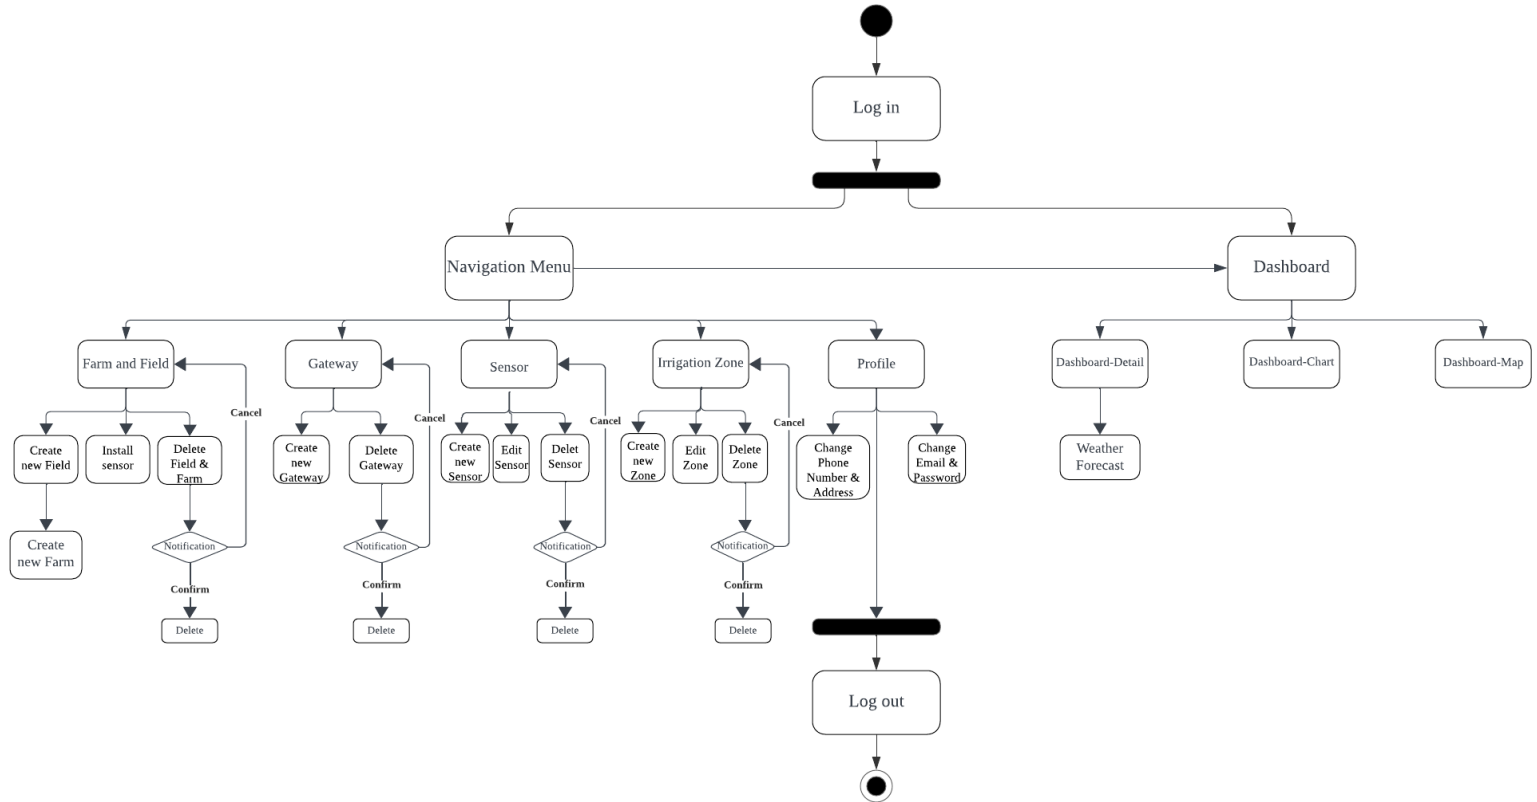 Log in
Navigation Menu
Dashboard
Farm and Field
Gateway
Sensor
Irrigation Zone
Profile
Dashboard-Detail
Dashboard-Chart
Dashboard-Map
Cancel
Cancel
Cancel
Cancel
Create
new Field
Install
sensor
Delete
Field &
Farm
Create
new
Gateway
Delete
Gateway
Create
new
Sensor
Edit
Sensor
Delet
Sensor
Create
new
Zone
Edit
Zone
Delete
Zone
Change
Phone
Number &
Address
Change
Email &
Password
Weather
Forecast
Create
new Farm
Notification
Notification
Notification
Notification
Confirm
Confirm
Confirm
Confirm
Delete
Delete
Delete
Delete
Log out